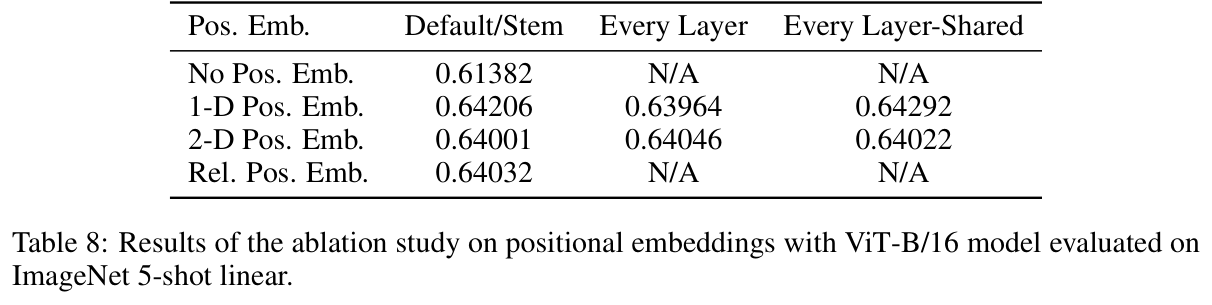 Pos. Emb. Default/Stem Every Layer Every Layer-Shared
No Pos. Emb. 0.61382 N/A N/A
1-D Pos. Emb. 0.64206 0.63964 0.64292
2-D Pos. Emb. 0.64001 0.64046 0.64022
Rel. Pos. Emb. 0.64032 N/A N/A
Table 8: Results of the ablation study on positional embeddings with ViT-B/16 model evaluated on
ImageNet 5-shot linear.